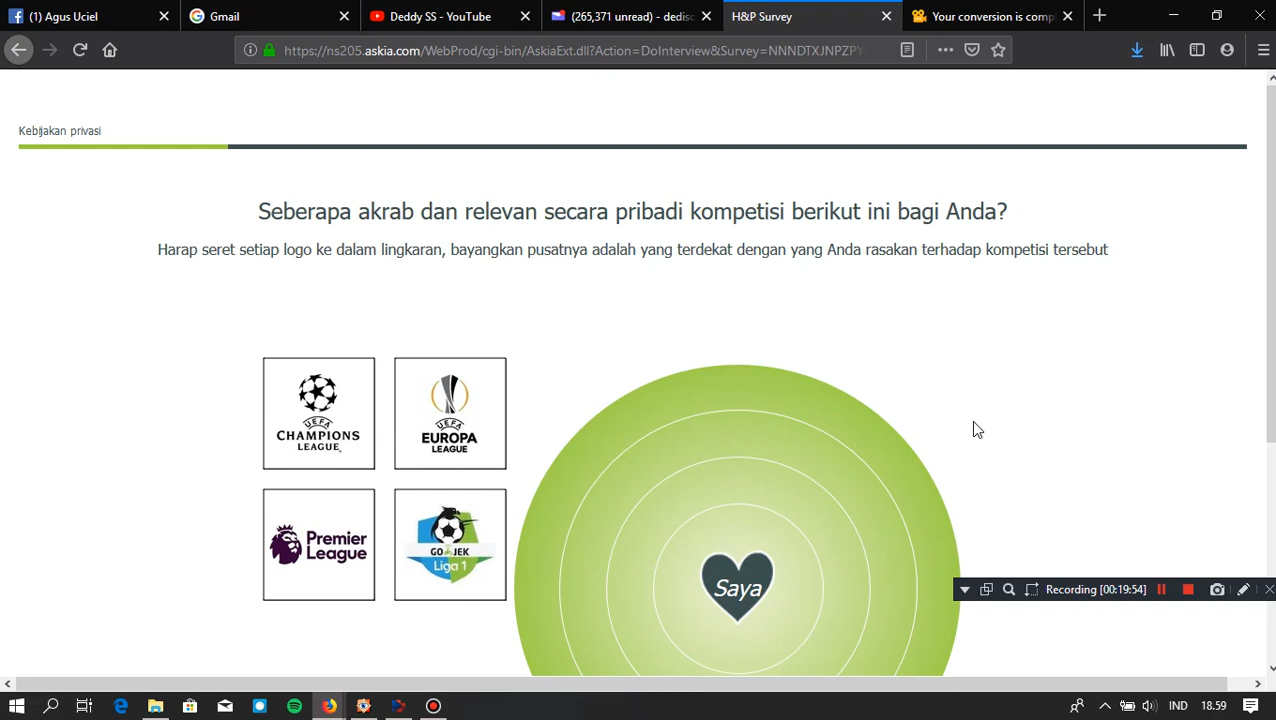 (1) Agus Uciel
Gmail
Deddy SS - YouTube
(265,371 unread) - dedisc
H&P Survey
Your conversion is compl
https://ns205.askia.com/WebProd/cgi-bin/AskiaExt.dll?Action=DoInterview&Survey=NNNDTXJNPZPY
Kebijakan privasi
Seberapa akrab dan relevan secara pribadi kompetisi berikut ini bagi Anda?
Harap seret setiap logo ke dalam lingkaran, bayangkan pusatnya adalah yang terdekat dengan yang Anda rasakan terhadap kompetisi tersebut
UEFA
CHAMPIONS
LEAGUE
UEFA
EUROPA
LEAGUE
Premier
League
GO JEK
Liga 1
Saya
Recording [00:19:54]
IND
18.59